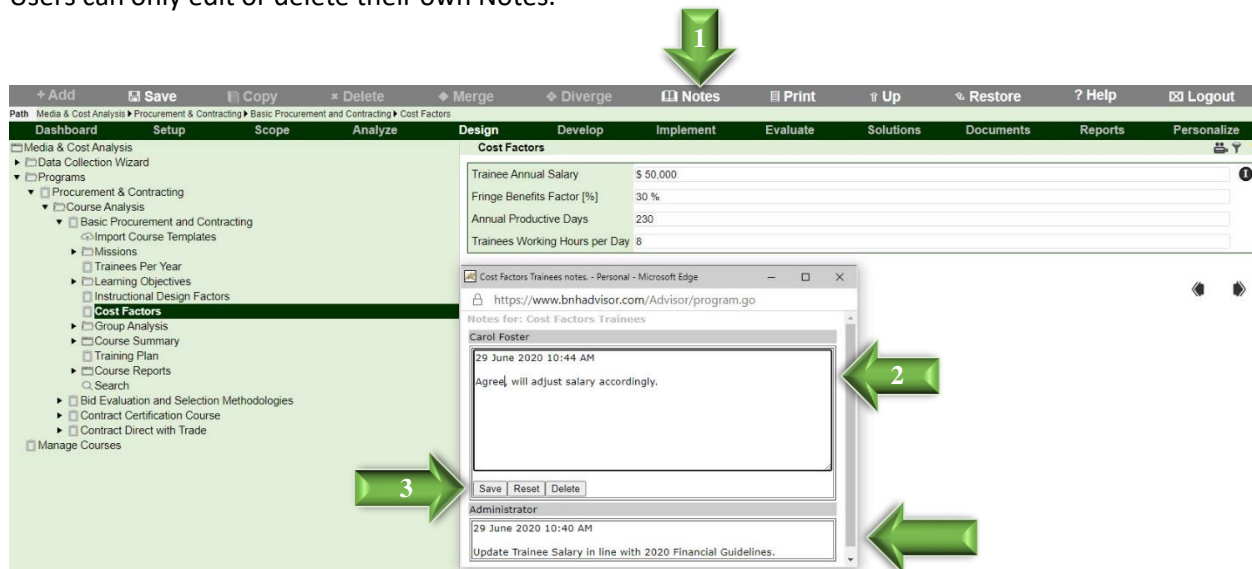 Users can only edit or delete their own Notes.
1
+ Add Save Copy × Delete Merge Diverge Notes Print Up Restore ? Help Logout
Path Media & Cost Analysis Procurement & Contracting Basic Procurement and Contracting Cost Factors
Dashboard Setup Scope Analyze Design Develop Implement Evaluate Solutions Documents Reports Personalize
Media & Cost Analysis
Data Collection Wizard
Programs
Procurement & Contracting
Course Analysis
Basic Procurement and Contracting
Import Course Templates
Missions
Trainees Per Year
Learning Objectives
Instructional Design Factors
Cost Factors
Group Analysis
Course Summary
Training Plan
Course Reports
Search
Bid Evaluation and Selection Methodologies
Contract Certification Course
Contract Direct with Trade
Manage Courses
Cost Factors
Trainee Annual Salary $ 50,000
Fringe Benefits Factor [%] 30 %
Annual Productive Days 230
Trainees Working Hours per Day 8
Cost Factors Trainees notes. - Personal - Microsoft Edge
https://www.bnhadvisor.com/Advisor/program.go
Notes for: Cost Factors Trainees
Carol Foster
29 June 2020 10:44 AM
Agree, will adjust salary accordingly.
2
3
Save Reset Delete
Administrator
29 June 2020 10:40 AM
Update Trainee Salary in line with 2020 Financial Guidelines.